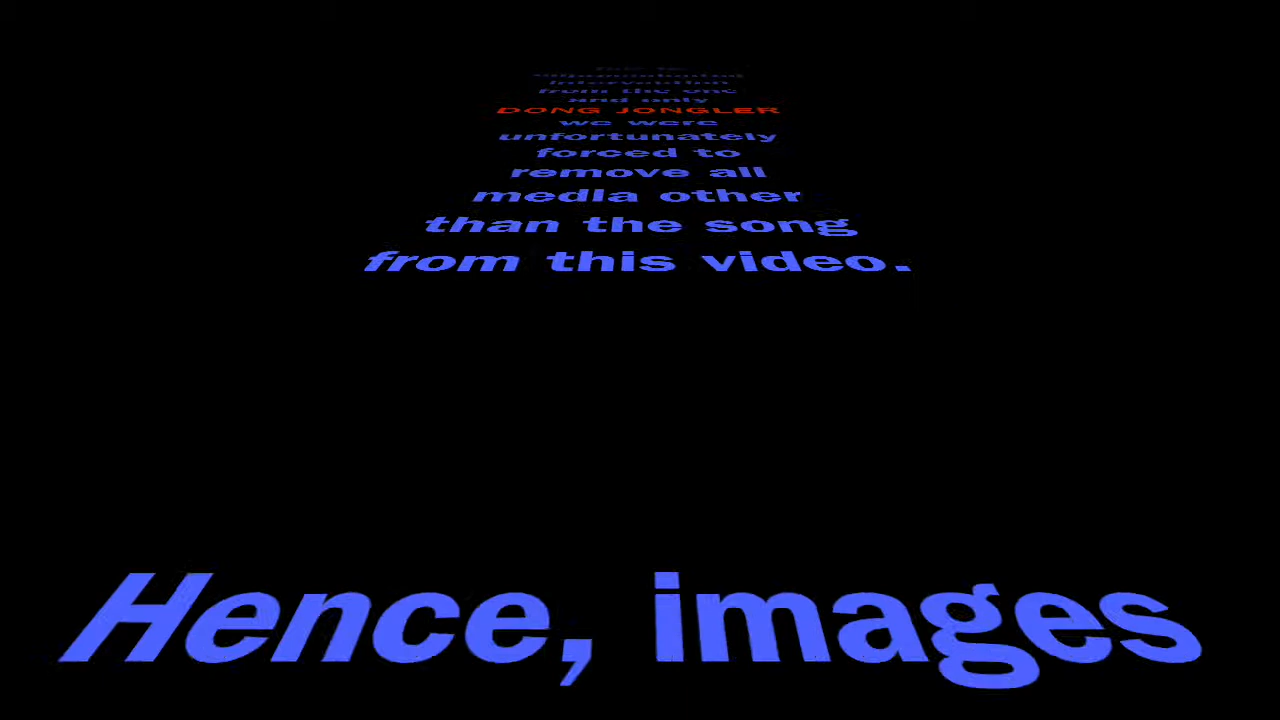 intervention
from the one
and only
DONG JONGLER
we were
unfortunately
forced to
remove all
media other
than the song
from this video.
Hence, images